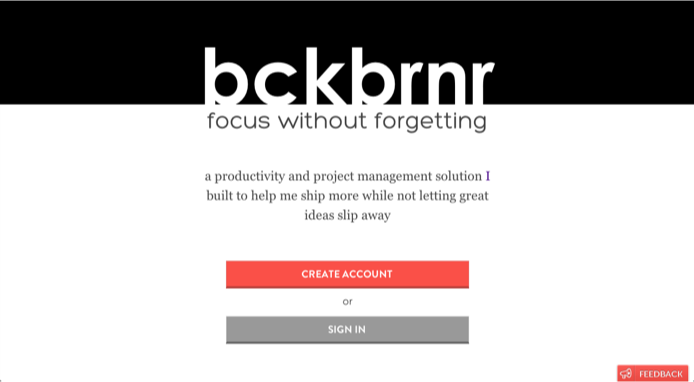 bckbrnr
focus without forgetting
a productivity and project management solution I
built to help me ship more while not letting great
ideas slip away
CREATE ACCOUNT
or
SIGN IN
FEEDBACK